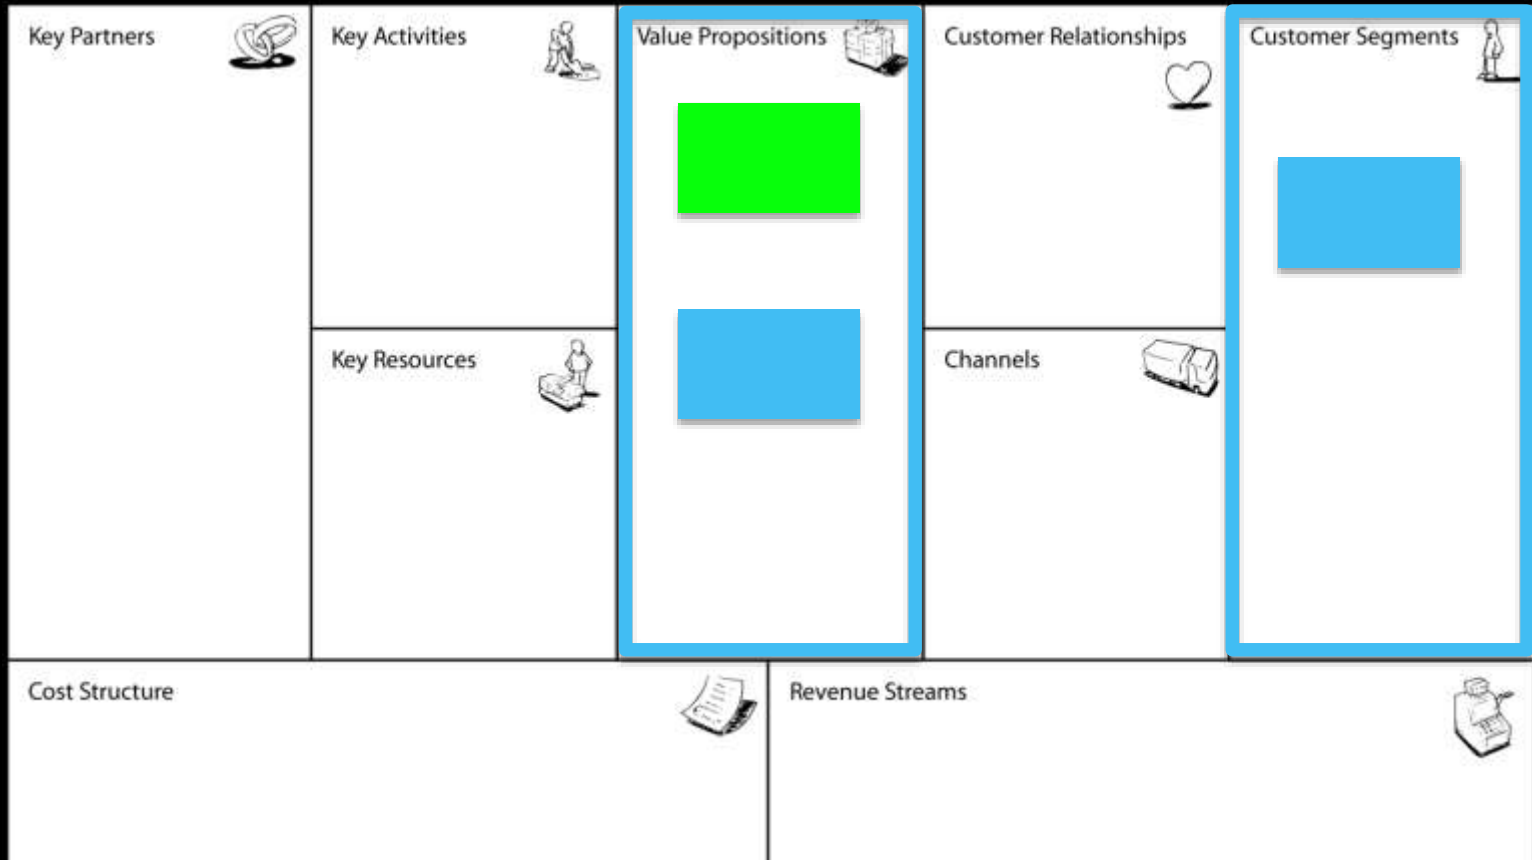 Key Partners
Key Activities
Value Propositions
Customer Relationships
Customer Segments
Key Resources
Channels
Cost Structure
Revenue Streams